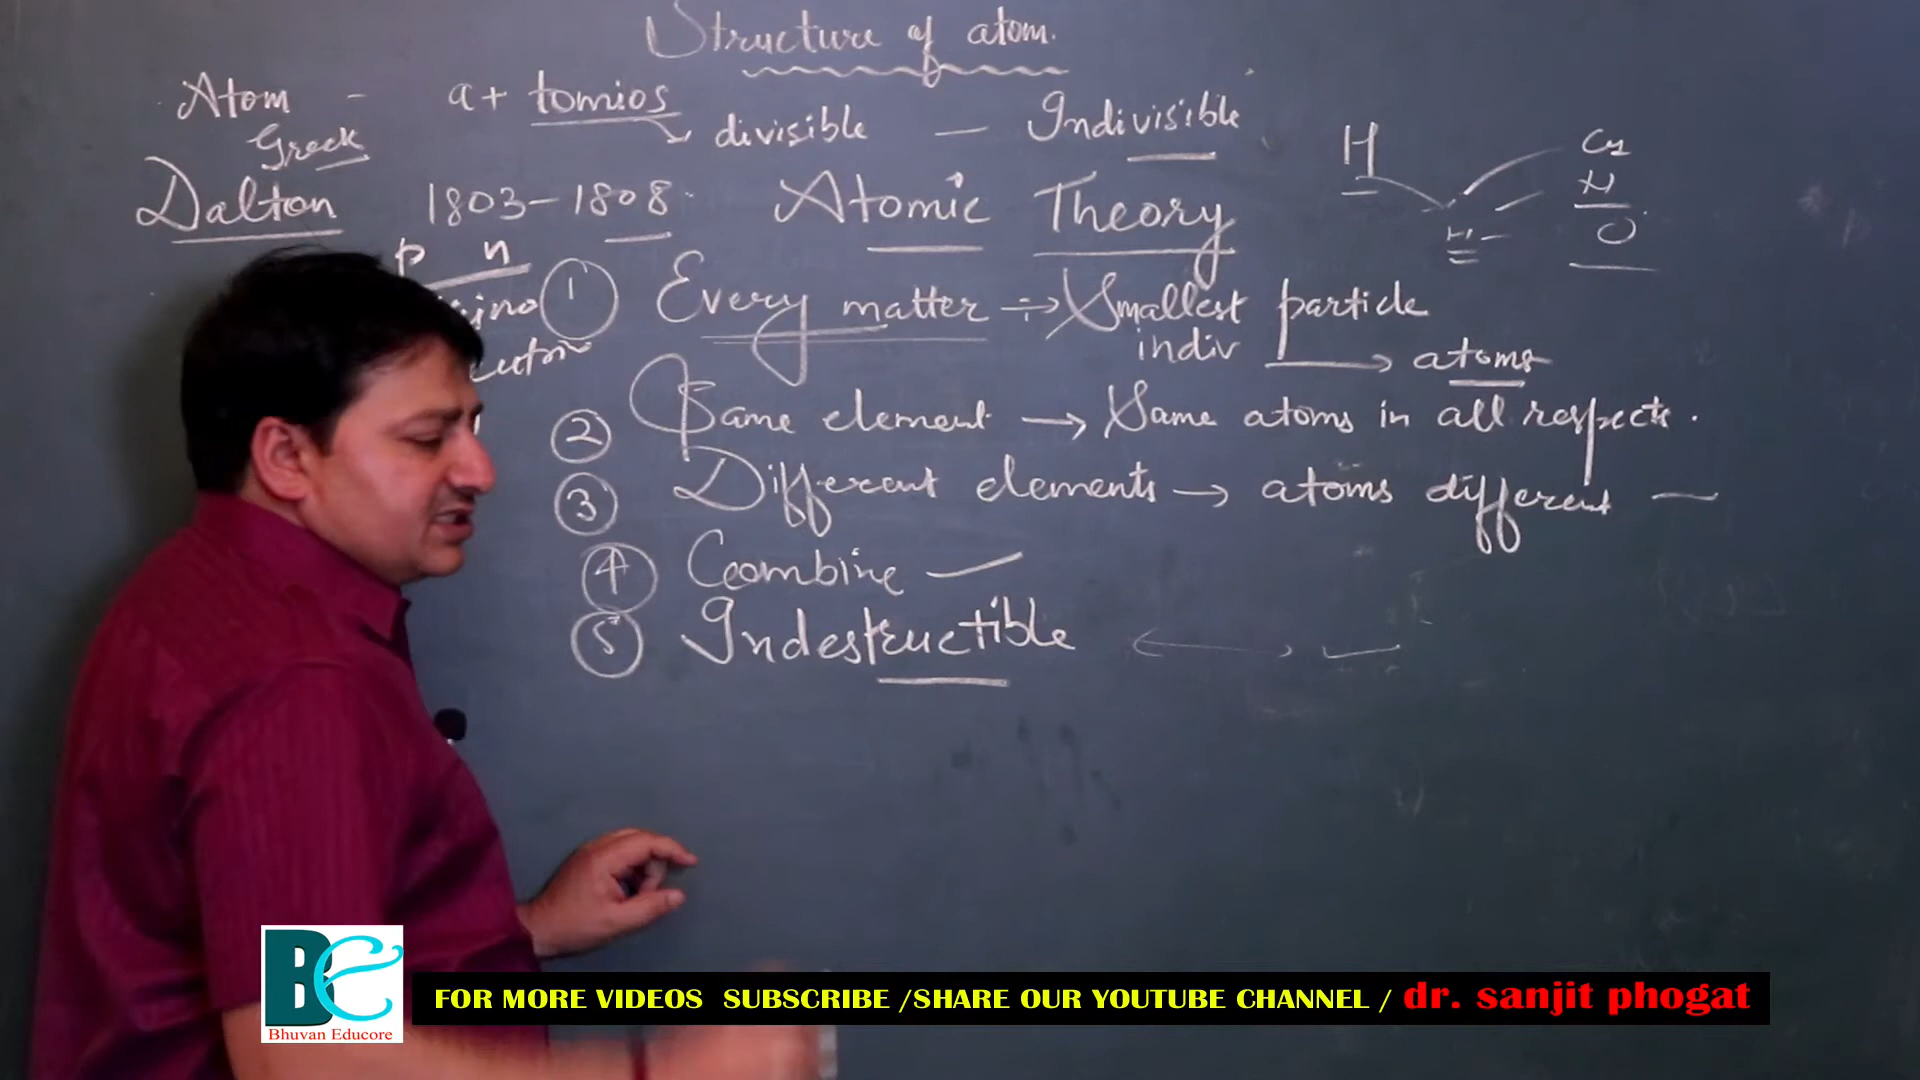 Structure of atom.
Atom - a + tomios
Greek
divisible — Indivisible
H
Cu
N
O
Dalton 1803-1808 Atomic Theory
p n
1 Every matter ÷→ Smallest particle
indiv → atoms
2 Same element → Same atoms in all respects.
3 Different elements → atoms different —
4 Combine —
5 Indestructible
BE
Bhuvan Educore
FOR MORE VIDEOS SUBSCRIBE /SHARE OUR YOUTUBE CHANNEL / dr. sanjit phogat